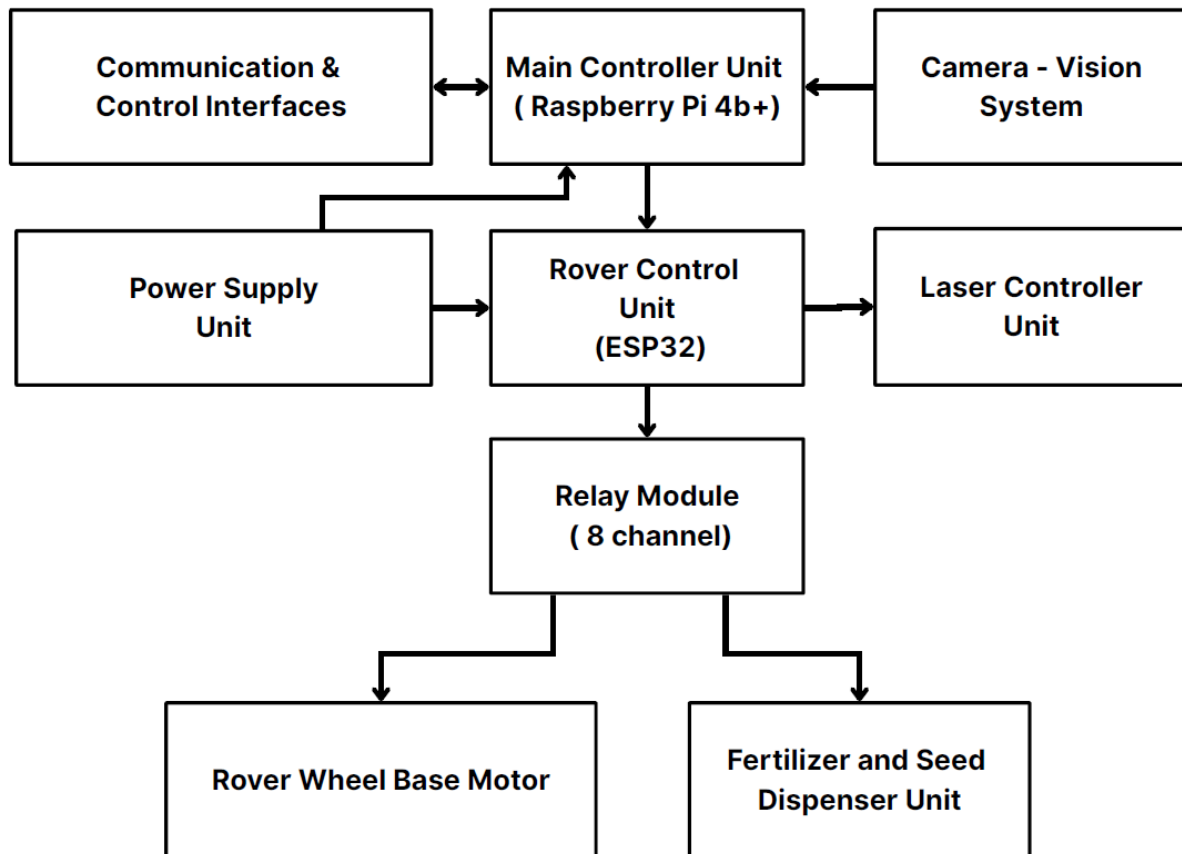 Communication &
Control Interfaces
Main Controller Unit
( Raspberry Pi 4b+)
Camera - Vision
System
Power Supply
Unit
Rover Control
Unit
(ESP32)
Laser Controller
Unit
Relay Module
( 8 channel)
Rover Wheel Base Motor
Fertilizer and Seed
Dispenser Unit